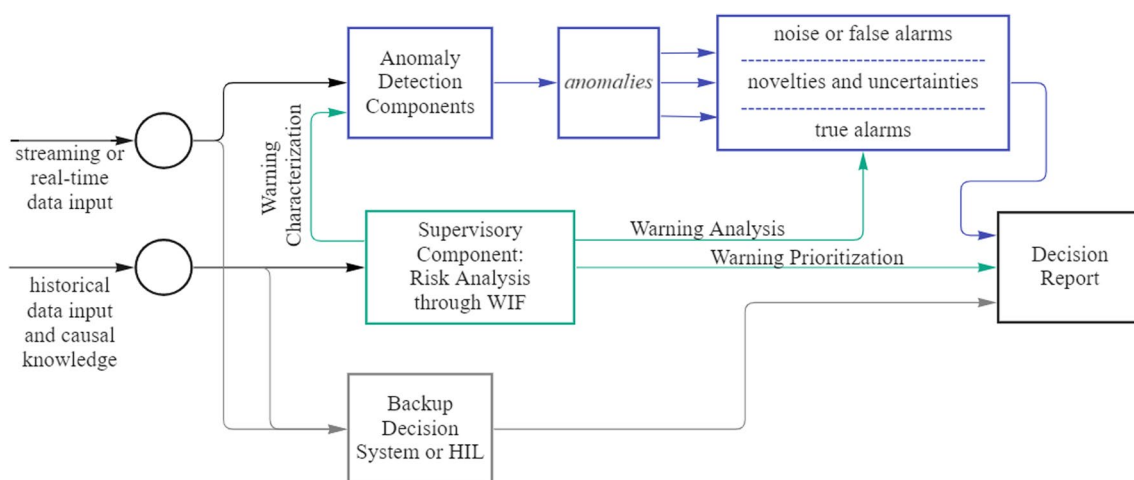 Anomaly
Detection
Components
anomalies
noise or false alarms
novelties and uncertainties
true alarms
streaming or
real-time
data input
Warning
Characterization
Supervisory
Component:
Risk Analysis
through WIF
Warning Analysis
Warning Prioritization
Decision
Report
historical
data input
and causal
knowledge
Backup
Decision
System or HIL